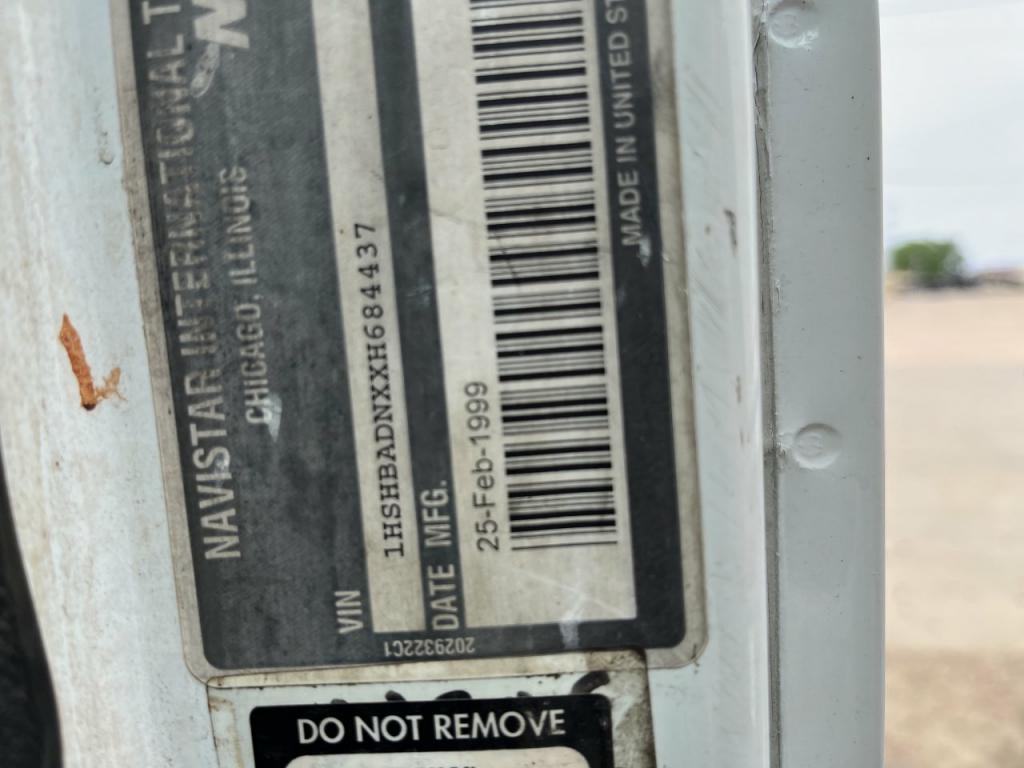 NAVISTAR INTERNATIONAL T
CHICAGO, ILLINOIS
VIN
1HSHBADNXXH684437
DATE MFG.
25-Feb-1999
MADE IN UNITED ST
2029322C1
DO NOT REMOVE